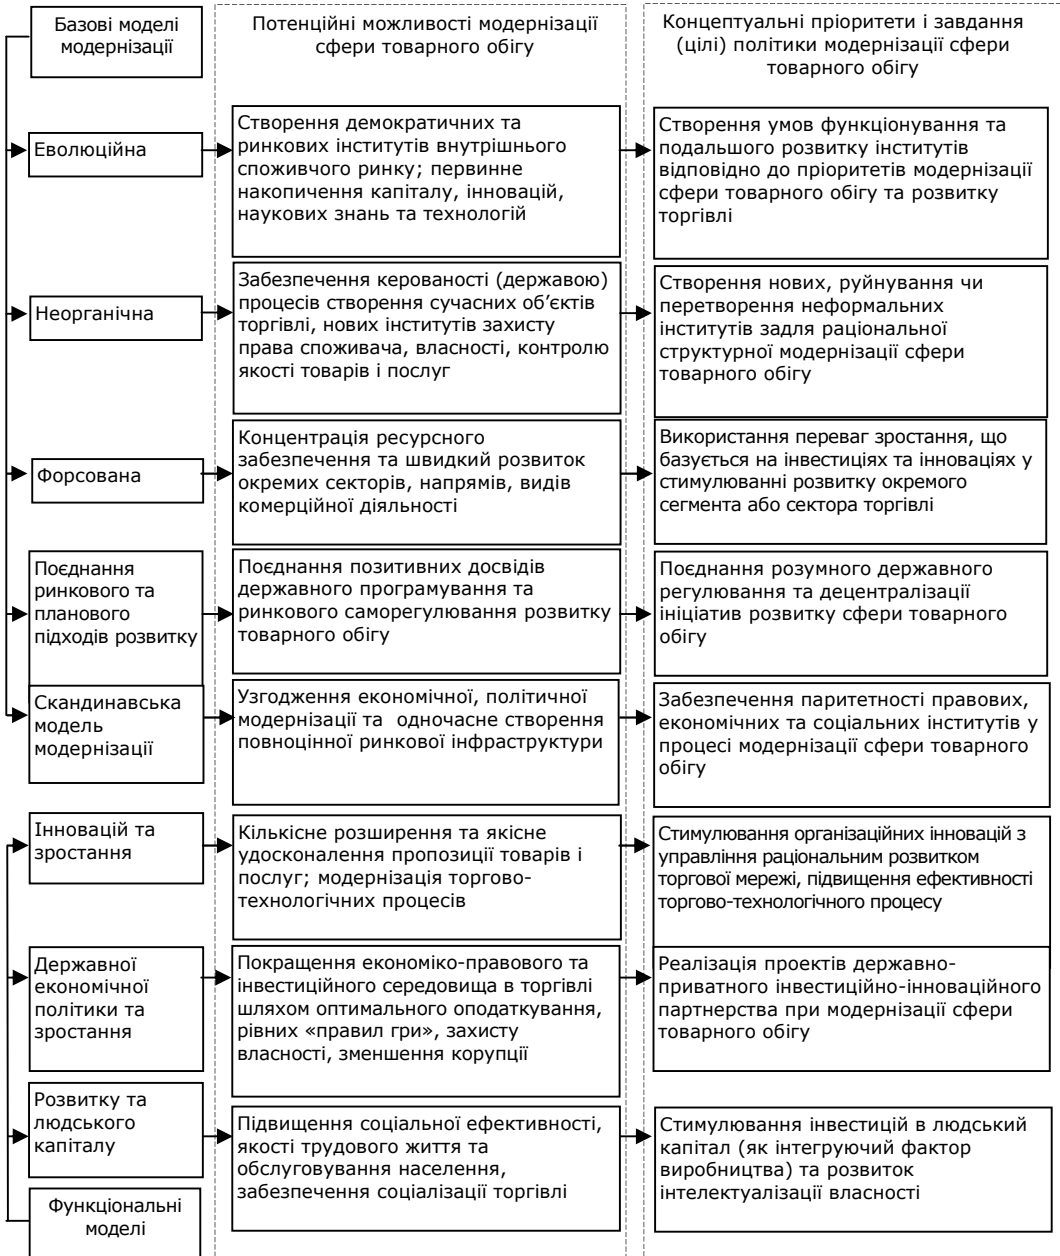 Базові моделі
модернізації
Потенційні можливості модернізації
сфери товарного обігу
Концептуальні пріоритети і завдання
(цілі) політики модернізації сфери
товарного обігу
Еволюційна
Створення демократичних та
ринкових інститутів внутрішнього
споживчого ринку; первинне
накопичення капіталу, інновацій,
наукових знань та технологій
Створення умов функціонування та
подальшого розвитку інститутів
відповідно до пріоритетів модернізації
сфери товарного обігу та розвитку
торгівлі
Неорганічна
Забезпечення керованості (державою)
процесів створення сучасних об’єктів
торгівлі, нових інститутів захисту
права споживача, власності, контролю
якості товарів і послуг
Створення нових, руйнування чи
перетворення неформальних
інститутів задля раціональної
структурної модернізації сфери
товарного обігу
Форсована
Концентрація ресурсного
забезпечення та швидкий розвиток
окремих секторів, напрямів, видів
комерційної діяльності
Використання переваг зростання, що
базується на інвестиціях та інноваціях у
стимулюванні розвитку окремого
сегмента або сектора торгівлі
Поєднання
ринкового та
планового
підходів розвитку
Поєднання позитивних досвідів
державного програмування та
ринкового саморегулювання розвитку
товарного обігу
Поєднання розумного державного
регулювання та децентралізації
ініціатив розвитку сфери товарного
обігу
Скандинавська
модель
модернізації
Узгодження економічної, політичної
модернізації та одночасне створення
повноцінної ринкової інфраструктури
Забезпечення паритетності правових,
економічних та соціальних інститутів у
процесі модернізації сфери товарного
обігу
Інновацій та
зростання
Кількісне розширення та якісне
удосконалення пропозиції товарів і
послуг; модернізація торгово-
технологічних процесів
Стимулювання організаційних інновацій з
управління раціональним розвитком
торгової мережі, підвищення ефективності
торгово-технологічного процесу
Державної
економічної
політики та
зростання
Покращення економіко-правового та
інвестиційного середовища в торгівлі
шляхом оптимального оподаткування,
рівних «правил гри», захисту
власності, зменшення корупції
Реалізація проектів державно-
приватного інвестиційно-інноваційного
партнерства при модернізації сфери
товарного обігу
Розвитку та
людського
капіталу
Підвищення соціальної ефективності,
якості трудового життя та
обслуговування населення,
забезпечення соціалізації торгівлі
Стимулювання інвестицій в людський
капітал (як інтегруючий фактор
виробництва) та розвиток
інтелектуалізації власності
Функціональні
моделі